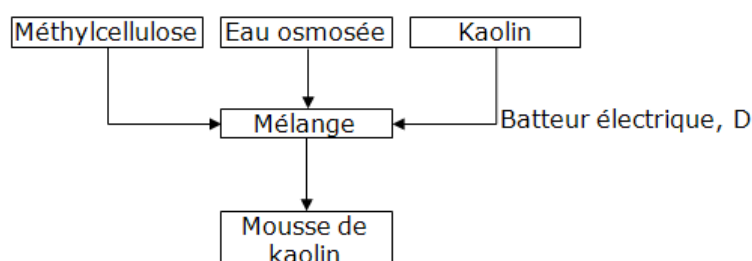 Méthylcellulose
Eau osmosée
Kaolin
Mélange
Batteur électrique, D
Mousse de
kaolin